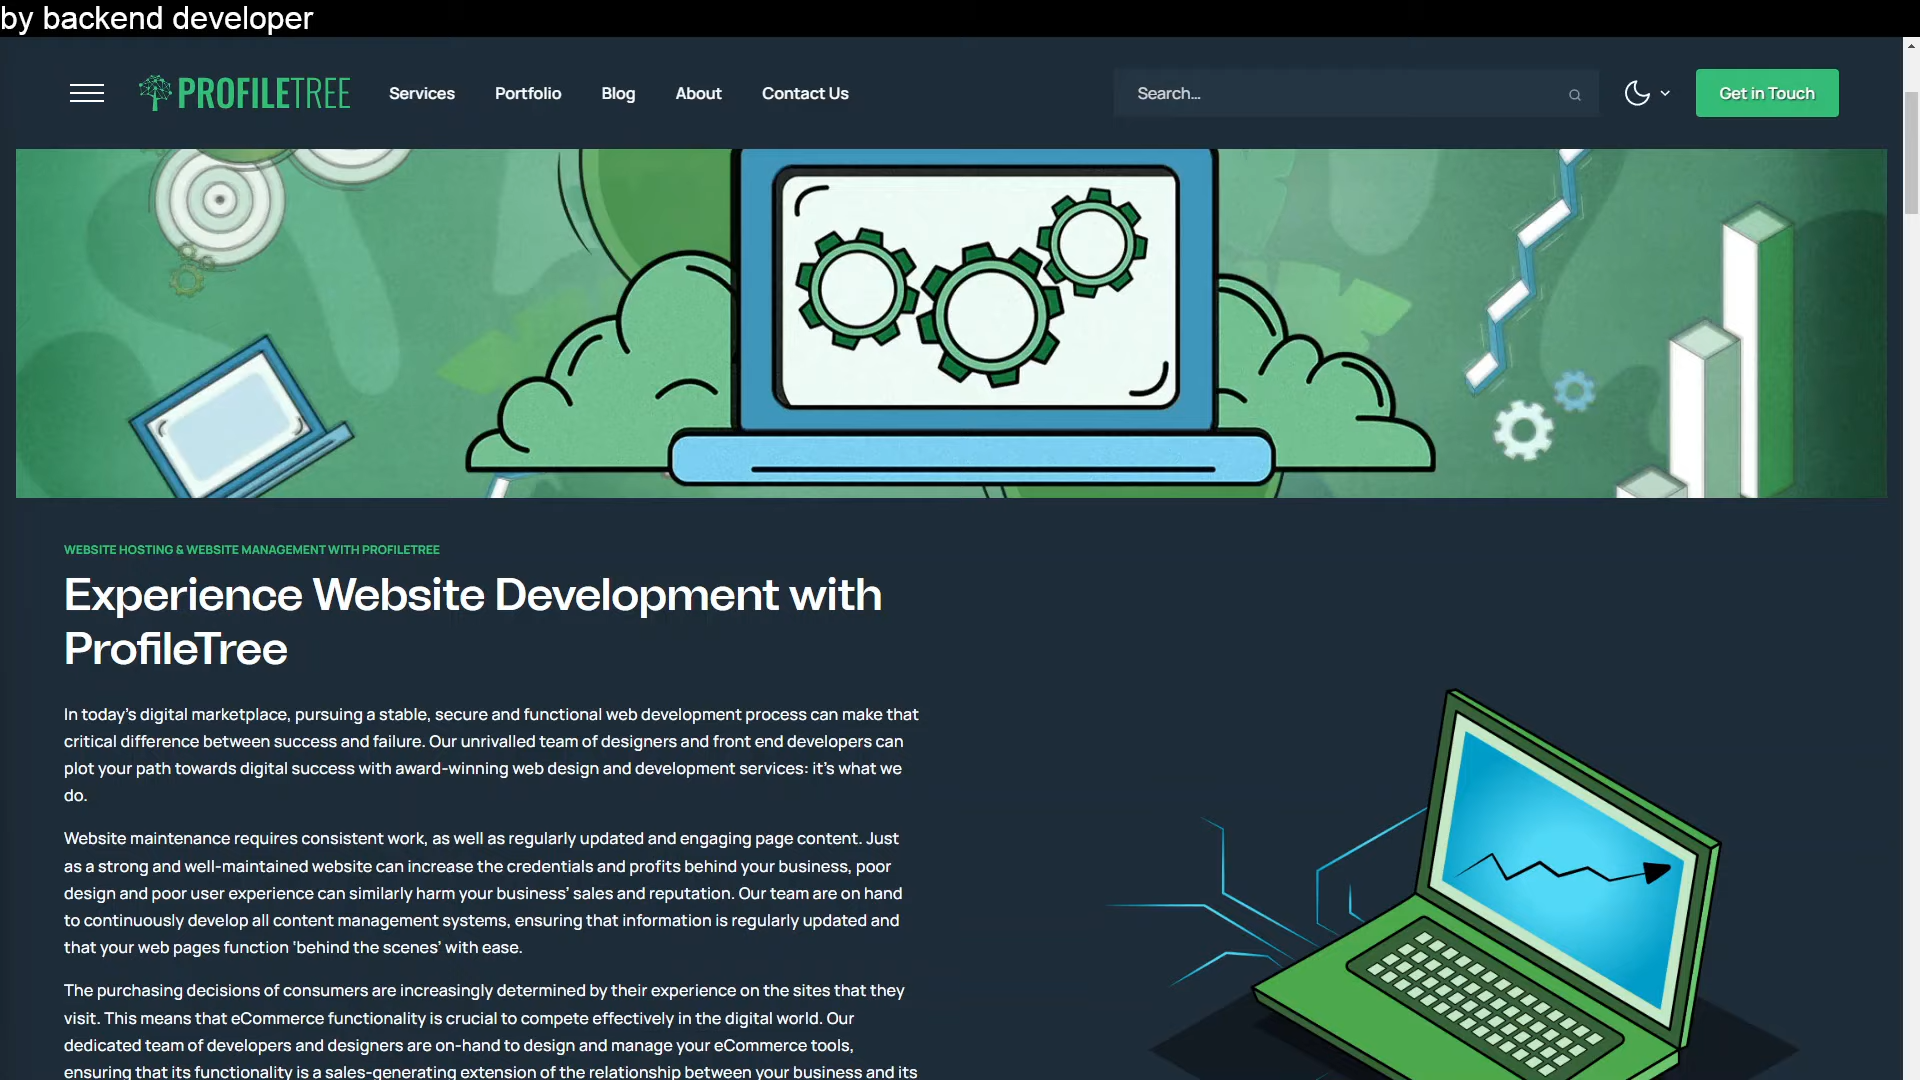 by backend developer
PROFILETREE
Services
Portfolio
Blog
About
Contact Us
Search...
Get in Touch
WEBSITE HOSTING & WEBSITE MANAGEMENT WITH PROFILETREE
Experience Website Development with
ProfileTree
In today's digital marketplace, pursuing a stable, secure and functional web development process can make that
critical difference between success and failure. Our unrivalled team of designers and front end developers can
plot your path towards digital success with award-winning web design and development services: it's what we
do.
Website maintenance requires consistent work, as well as regularly updated and engaging page content. Just
as a strong and well-maintained website can increase the credentials and profits behind your business, poor
design and poor user experience can similarly harm your business' sales and reputation. Our team are on hand
to continuously develop all content management systems, ensuring that information is regularly updated and
that your web pages function 'behind the scenes' with ease.
The purchasing decisions of consumers are increasingly determined by their experience on the sites that they
visit. This means that eCommerce functionality is crucial to compete effectively in the digital world. Our
dedicated team of developers and designers are on-hand to design and manage your eCommerce tools,
ensuring that its functionality is a sales-generating extension of the relationship between your business and its